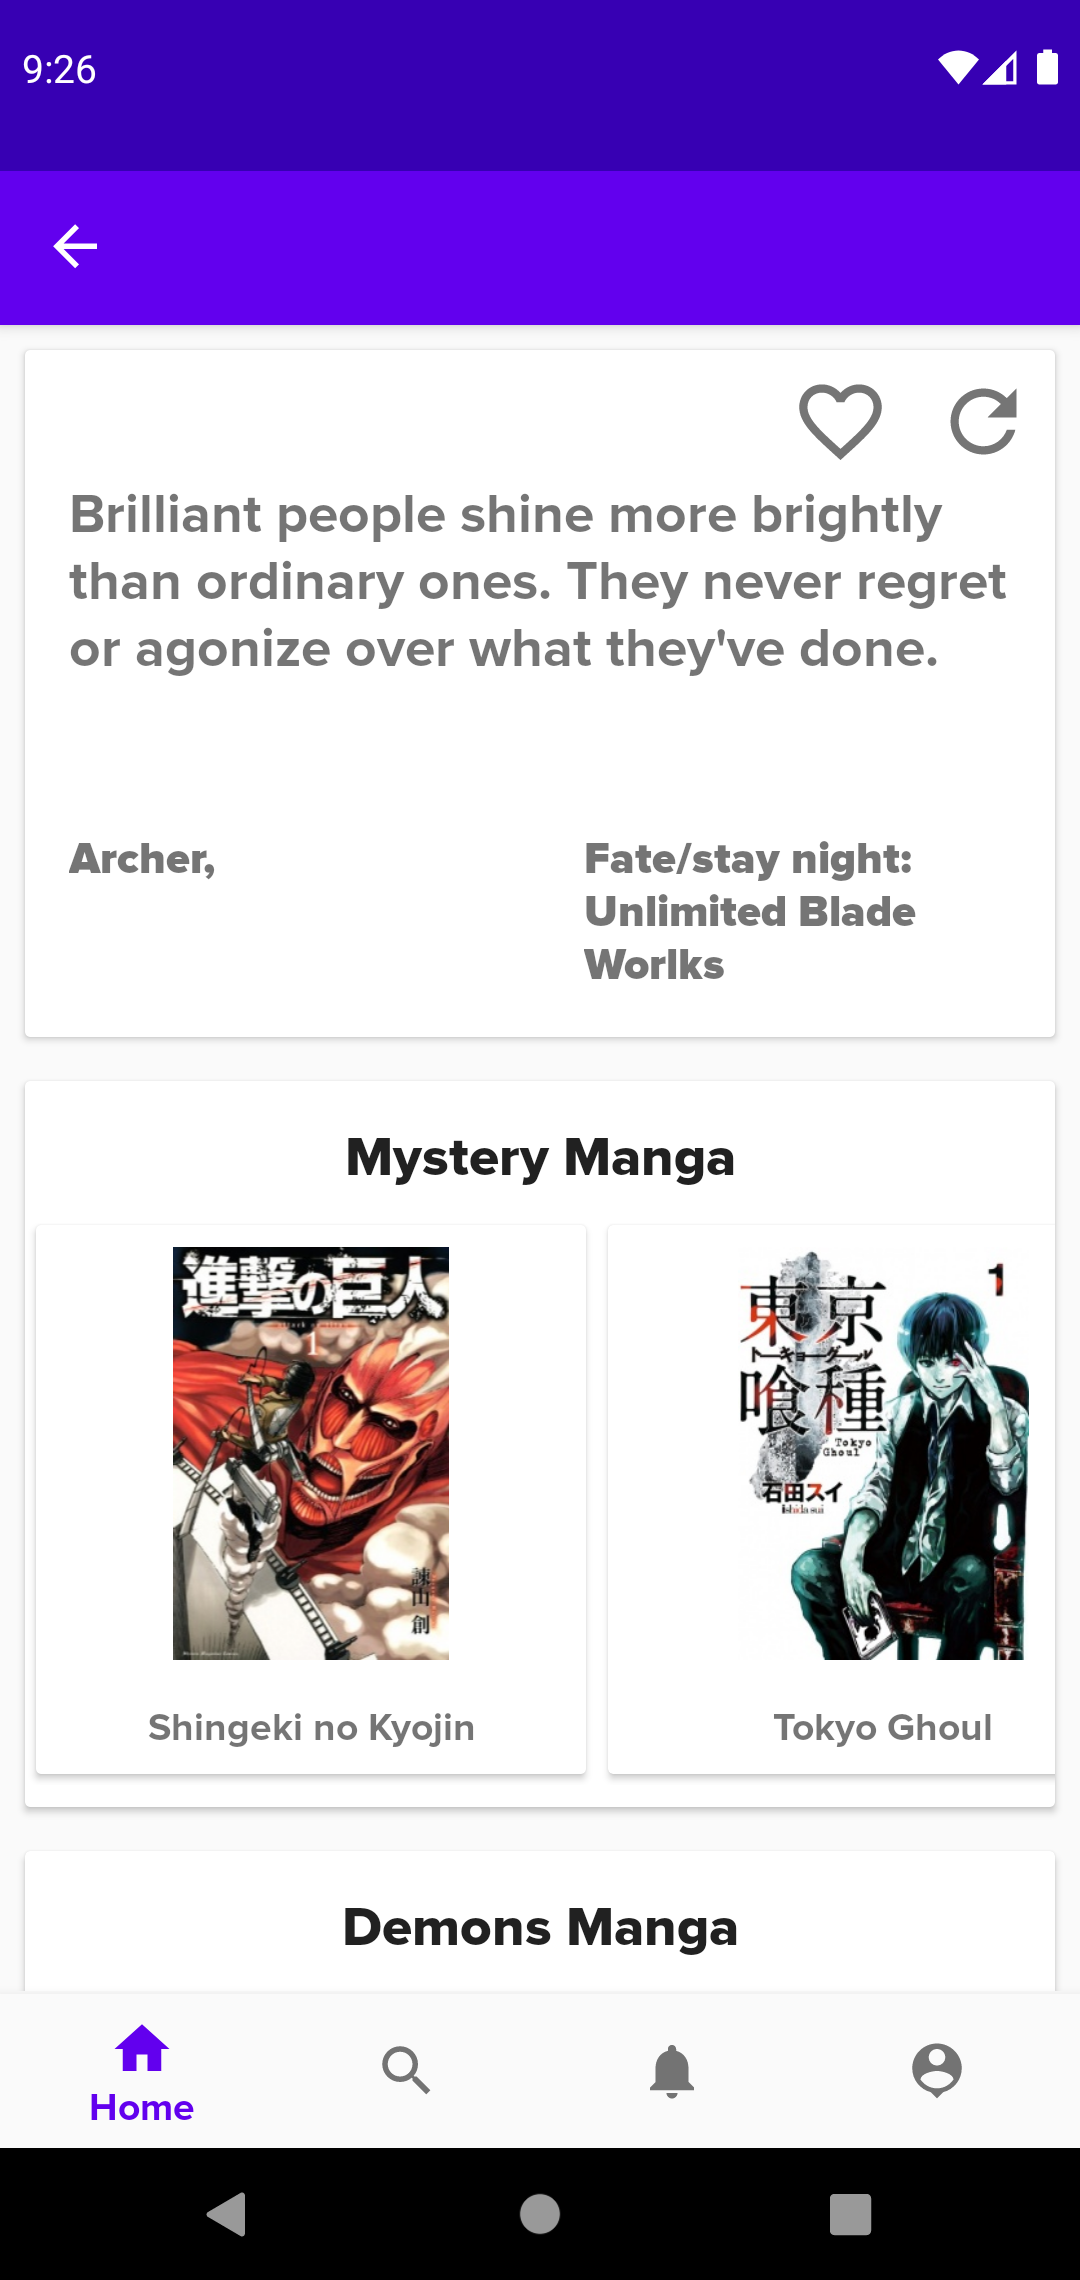 9:26
Brilliant people shine more brightly
than ordinary ones. They never regret
or agonize over what they've done.
Archer,
Fate/stay night:
Unlimited Blade
Worlks
Mystery Manga
進撃の巨人
1
諫山創
Shingeki no Kyojin
1
東京
トーキョーグール
喰種
Tokyo
Ghoul
石田スイ
ishida sui
Tokyo Ghoul
Demons Manga
Home